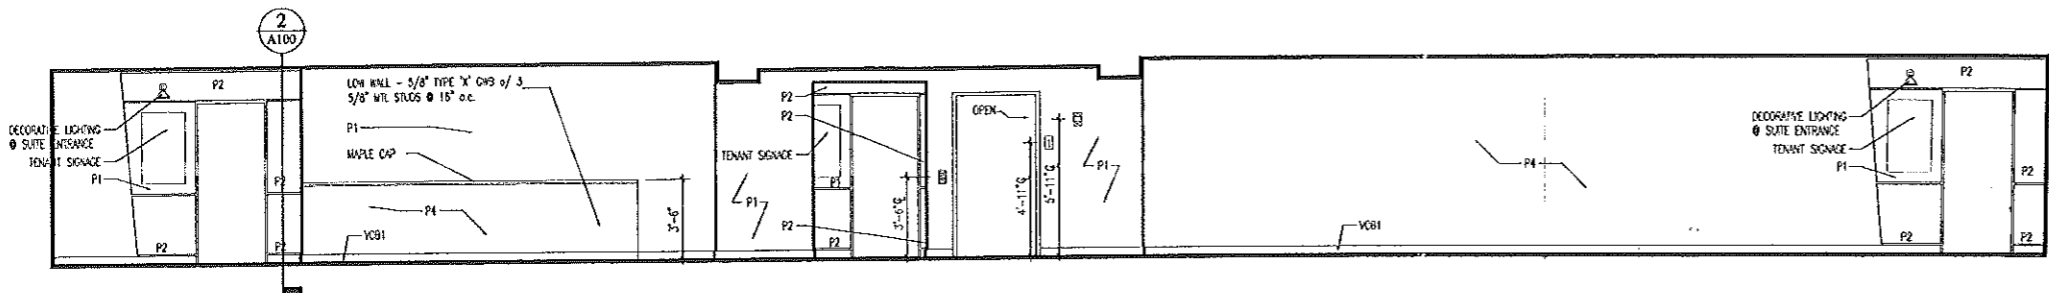 2
A100
P2
LOW WALL - 5/8" TYPE 'X' GWB o/ 3
5/8" MTL STUDS @ 16" o.c.
DECORATIVE LIGHTING
@ SUITE ENTRANCE
TENANT SIGNAGE
P1
P1
MAPLE CAP
P2
P4
3'-6"
VCB1
P2
P2
P2
P2
TENANT SIGNAGE
P1
P1
P2
P2
3'-6"
OPEN
4'-11"
5'-11"
P1
P4
VCB1
P2
DECORATIVE LIGHTING
@ SUITE ENTRANCE
TENANT SIGNAGE
P1
P2
P2
P2